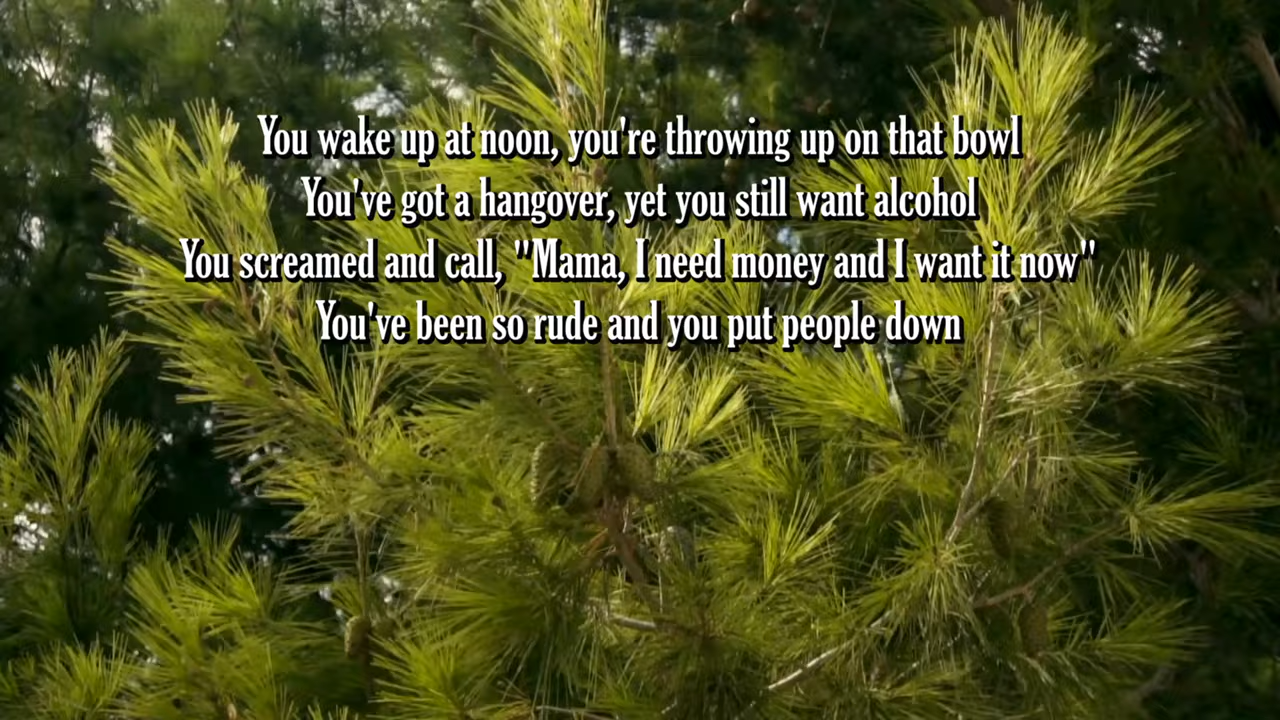 You wake up at noon, you're throwing up on that bowl
You've got a hangover, yet you still want alcohol
You screamed and call, "Mama, I need money and I want it now"
You've been so rude and you put people down